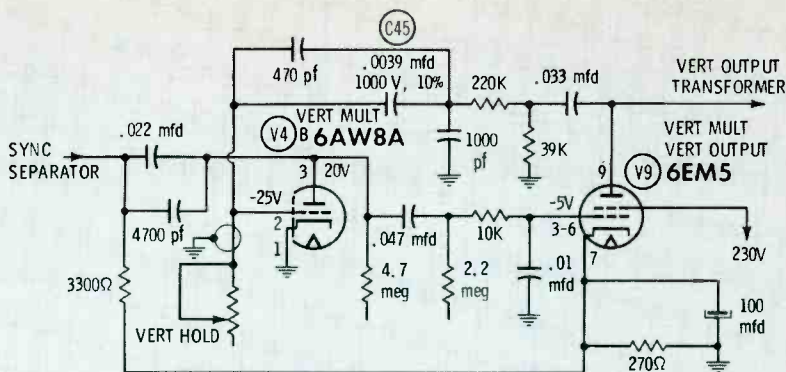 C45
470 pf
.0039 mfd
1000 V, 10%
220K
.033 mfd
VERT OUTPUT
TRANSFORMER
VERT MULT
V4 B 6AW8A
.022 mfd
SYNC
SEPARATOR
3
20V
1000
pf
39K
VERT MULT
VERT OUTPUT
V9 6EM5
9
-25V
2
1
4700 pf
.047 mfd
10K
-5V
3-6
7
230V
3300Ω
4.7
meg
2.2
meg
.01
mfd
100
mfd
VERT HOLD
270Ω